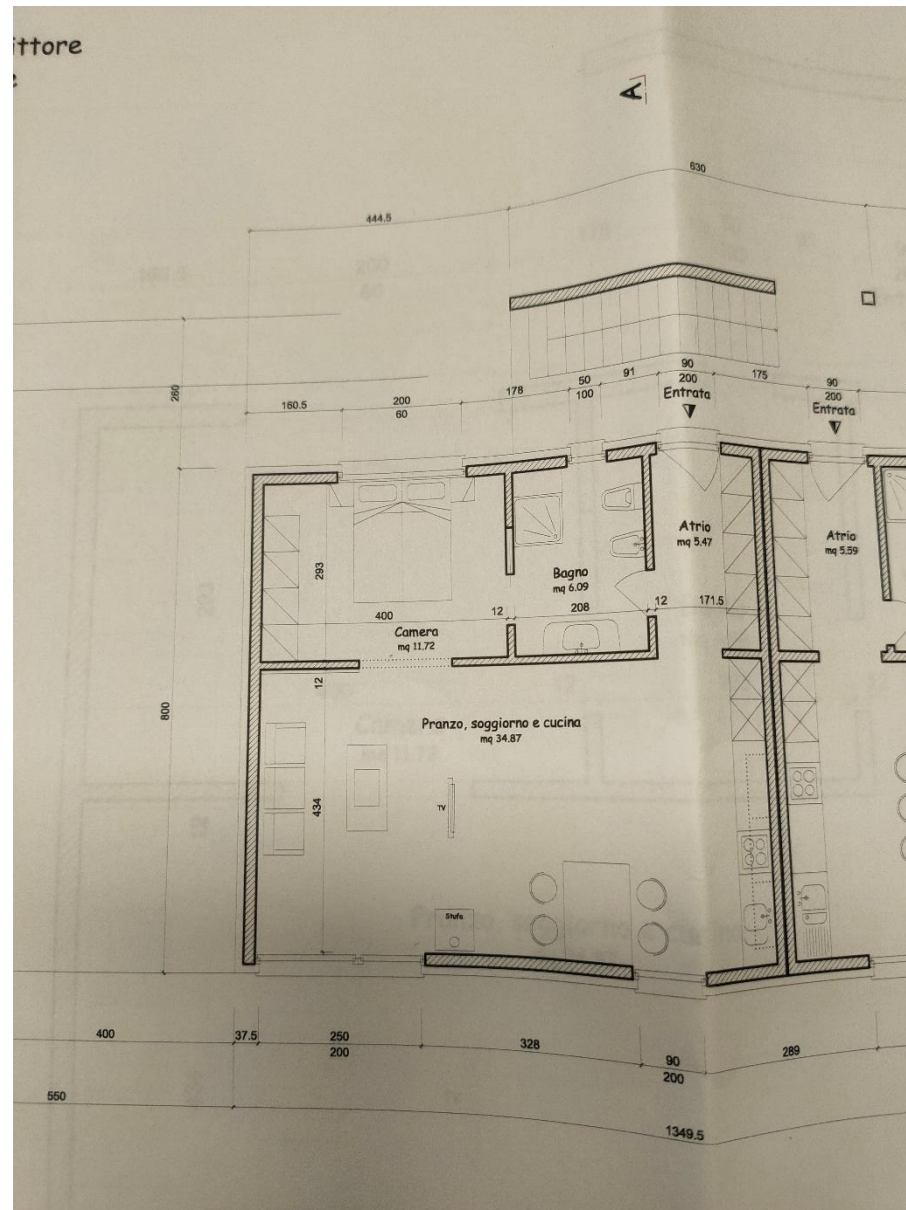 ittore
A
630
444.5
50
91
90
175
90
178
100
200
200
200
160.5
60
Entrata
Entrata
260
Atrio
mq 5.47
Atrio
mq 5.59
293
Bagno
mq 6.09
400
12
208
12
171.5
Camera
mq 11.72
12
800
Pranzo, soggiorno e cucina
mq 34.87
434
TV
Stufa
400
37.5
250
200
328
90
200
289
550
1349.5